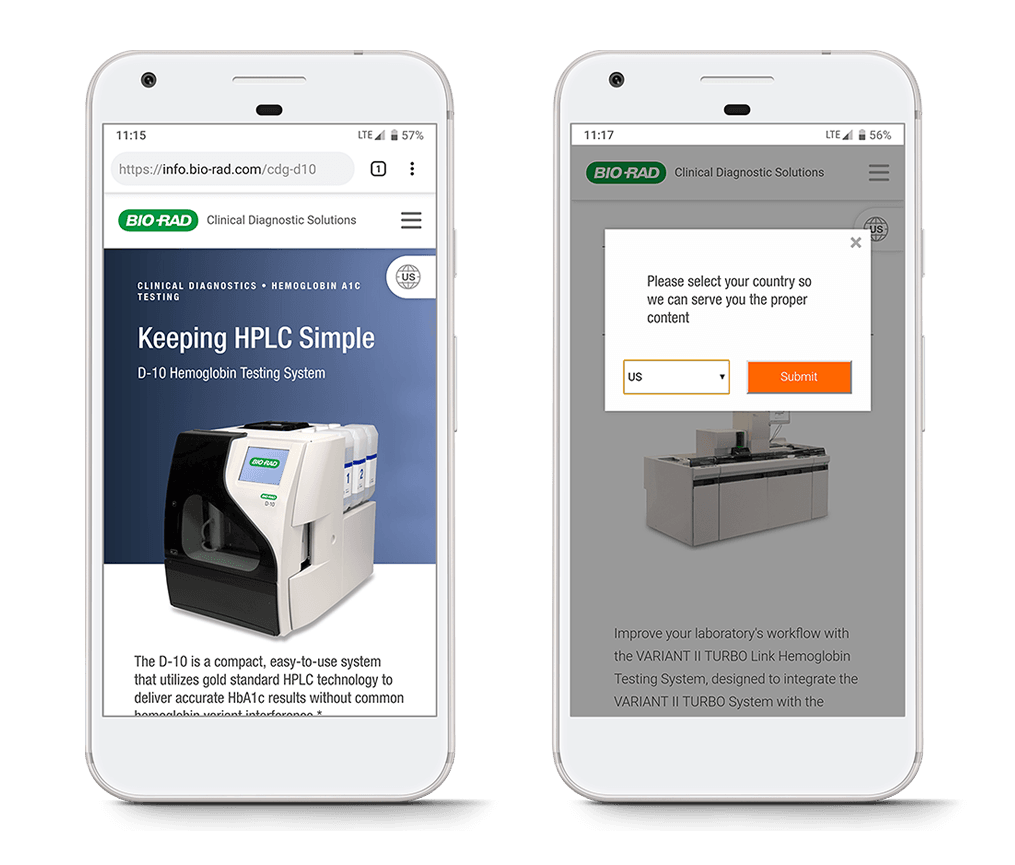 11:15
LTE 57%
https://info.bio-rad.com/cdg-d10
1
BIO-RAD Clinical Diagnostic Solutions
US
CLINICAL DIAGNOSTICS • HEMOGLOBIN A1C
TESTING
Keeping HPLC Simple
D-10 Hemoglobin Testing System
BIO-RAD
BIO-RAD
D-10
1
2
3
The D-10 is a compact, easy-to-use system
that utilizes gold standard HPLC technology to
deliver accurate HbA1c results without common
hemoglobin variant interference.*
11:17
LTE 56%
BIO-RAD Clinical Diagnostic Solutions
US
Please select your country so
we can serve you the proper
content
US
Submit
Improve your laboratory's workflow with
the VARIANT II TURBO Link Hemoglobin
Testing System, designed to integrate the
VARIANT II TURBO System with the